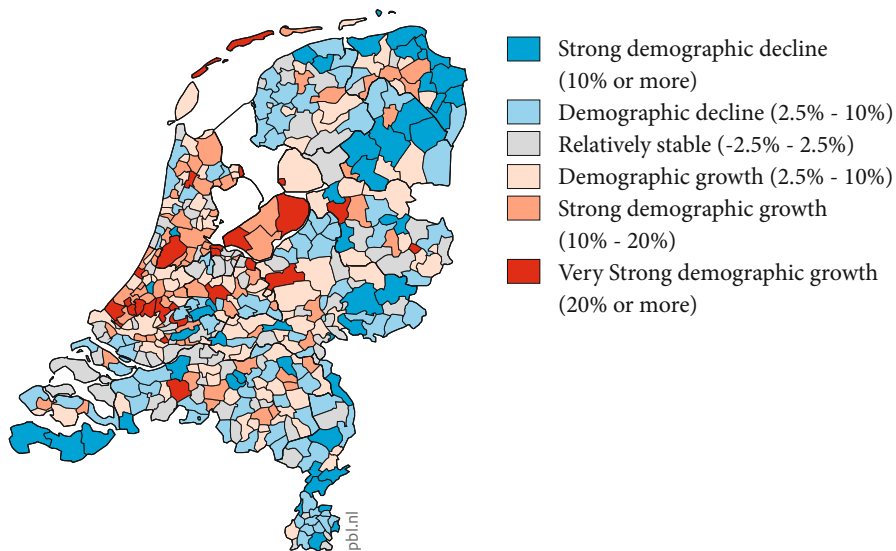 Strong demographic decline
(10% or more)
Demographic decline (2.5% - 10%)
Relatively stable (-2.5% - 2.5%)
Demographic growth (2.5% - 10%)
Strong demographic growth
(10% - 20%)
Very Strong demographic growth
(20% or more)
pbl.nl